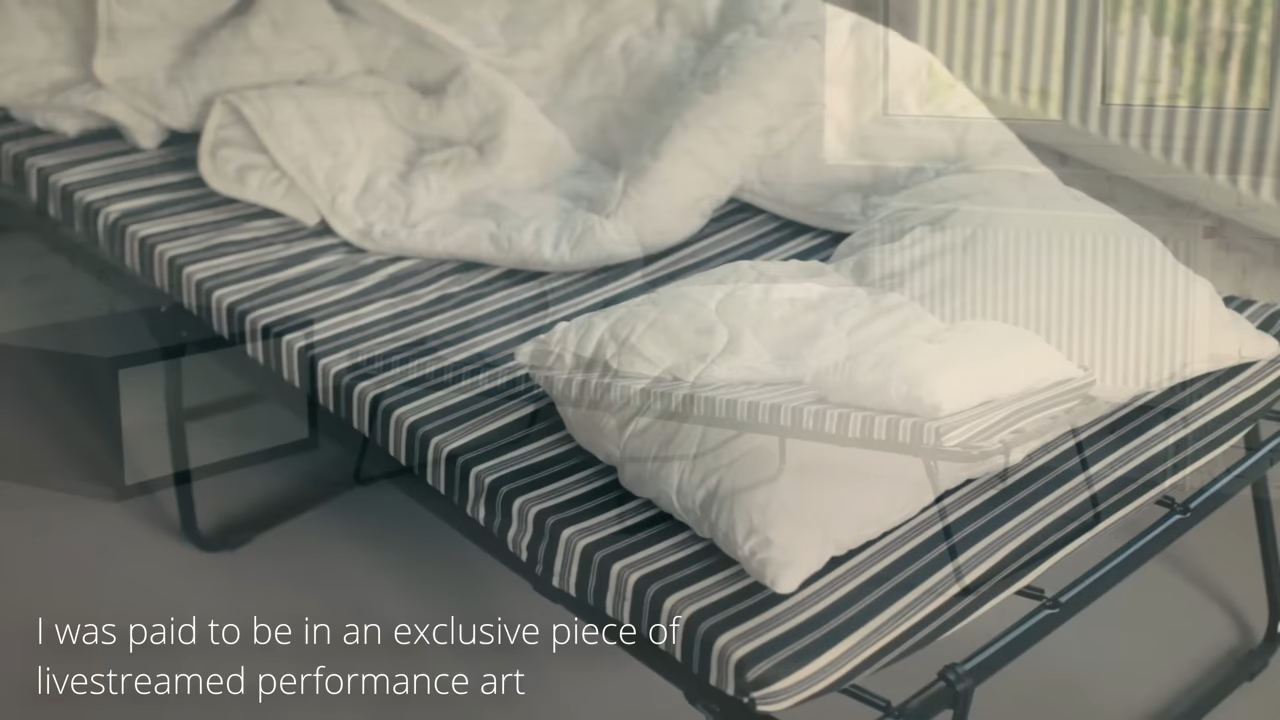 I was paid to be in an exclusive piece of
livestreamed performance art